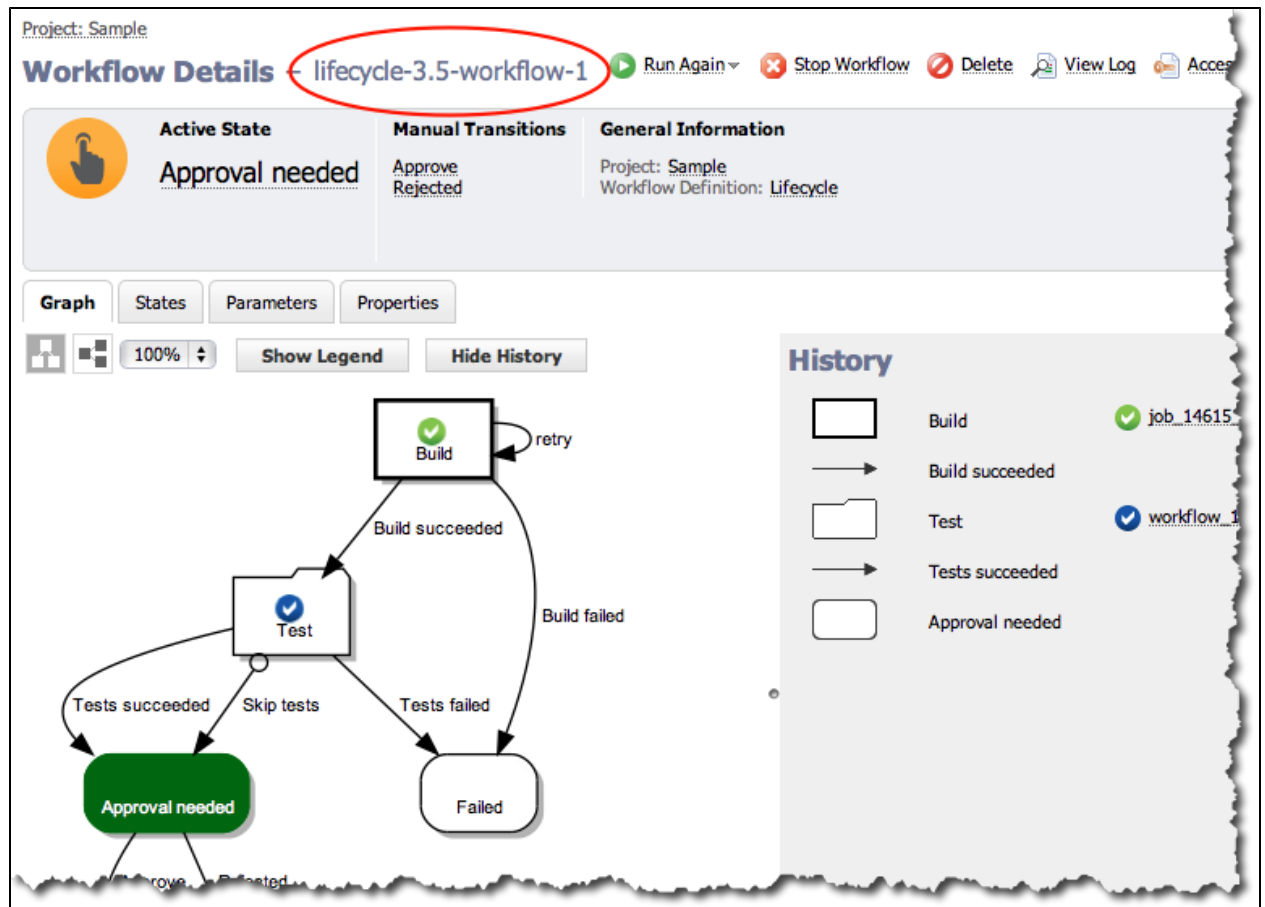 Project: Sample
Workflow Details - lifecycle-3.5-workflow-1
Run Again
Stop Workflow
Delete
View Log
Active State
Approval needed
Manual Transitions
Approve
Rejected
General Information
Project: Sample
Workflow Definition: Lifecycle
Graph
States
Parameters
Properties
100%
Show Legend
Hide History
Build
retry
Build succeeded
Build failed
Test
Tests succeeded
Skip tests
Tests failed
Approval needed
Failed
History
Build
job_14615_
Build succeeded
Test
workflow_1
Tests succeeded
Approval needed